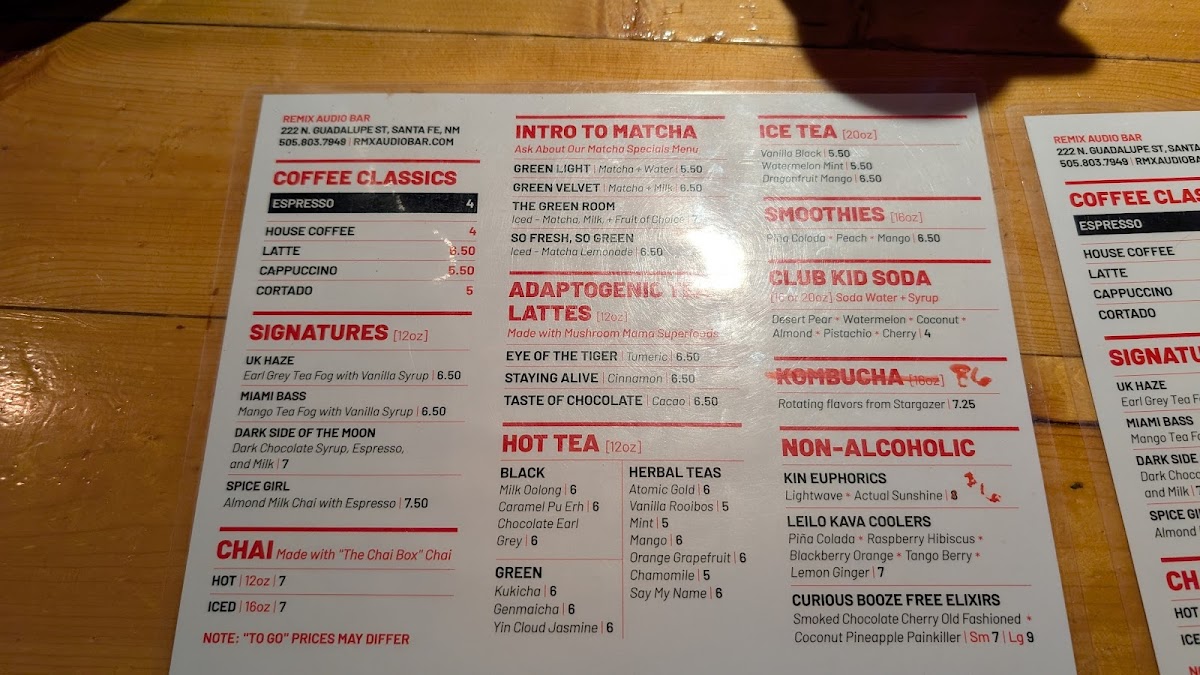 REMIX AUDIO BAR
222 N. GUADALUPE ST, SANTA FE, NM
505.803.7949 | RMXAUDIOBAR.COM
COFFEE CLASSICS
ESPRESSO 4
HOUSE COFFEE 4
LATTE 6.50
CAPPUCCINO 5.50
CORTADO 5
SIGNATURES [12oz]
UK HAZE
Earl Grey Tea Fog with Vanilla Syrup | 6.50
MIAMI BASS
Mango Tea Fog with Vanilla Syrup | 6.50
DARK SIDE OF THE MOON
Dark Chocolate Syrup, Espresso,
and Milk | 7
SPICE GIRL
Almond Milk Chai with Espresso | 7.50
CHAI Made with "The Chai Box" Chai
HOT | 12oz | 7
ICED | 16oz | 7
NOTE: "TO GO" PRICES MAY DIFFER
INTRO TO MATCHA
Ask About Our Matcha Specials Menu
GREEN LIGHT | Matcha + Water | 5.50
GREEN VELVET | Matcha + Milk | 6.50
THE GREEN ROOM
Iced - Matcha, Milk, + Fruit of Choice | 7
SO FRESH, SO GREEN
Iced - Matcha Lemonade | 6.50
ADAPTOGENIC TEA
LATTES [12oz]
Made with Mushroom Mama Superfoods
EYE OF THE TIGER | Tumeric | 6.50
STAYING ALIVE | Cinnamon | 6.50
TASTE OF CHOCOLATE | Cacao | 6.50
HOT TEA [12oz]
BLACK
Milk Oolong | 6
Caramel Pu Erh | 6
Chocolate Earl
Grey | 6
GREEN
Kukicha | 6
Genmaicha | 6
Yin Cloud Jasmine | 6
HERBAL TEAS
Atomic Gold | 6
Vanilla Rooibos | 5
Mint | 5
Mango | 6
Orange Grapefruit | 6
Chamomile | 5
Say My Name | 6
ICE TEA [20oz]
Vanilla Black | 5.50
Watermelon Mint | 5.50
Dragonfruit Mango | 6.50
SMOOTHIES [16oz]
Piña Colada * Peach * Mango | 6.50
CLUB KID SODA
[16 or 20oz] Soda Water + Syrup
Desert Pear * Watermelon * Coconut *
Almond * Pistachio * Cherry | 4
KOMBUCHA [16oz] 86
Rotating flavors from Stargazer | 7.25
NON-ALCOHOLIC
KIN EUPHORICS
Lightwave * Actual Sunshine | 8
LEILO KAVA COOLERS
Piña Colada * Raspberry Hibiscus *
Blackberry Orange * Tango Berry *
Lemon Ginger | 7
CURIOUS BOOZE FREE ELIXIRS
Smoked Chocolate Cherry Old Fashioned *
Coconut Pineapple Painkiller | Sm 7 | Lg 9
REMIX AUDIO BAR
222 N. GUADALUPE ST, SANTA
505.803.7949 | RMXAUDIOBA
COFFEE CLAS
ESPRESSO
HOUSE COFFEE
LATTE
CAPPUCCINO
CORTADO
SIGNATU
UK HAZE
Earl Grey Tea Fo
MIAMI BASS
Mango Tea Fo
DARK SIDE
Dark Choco
and Milk | 7
SPICE GIRL
Almond
CHA
HOT
ICE